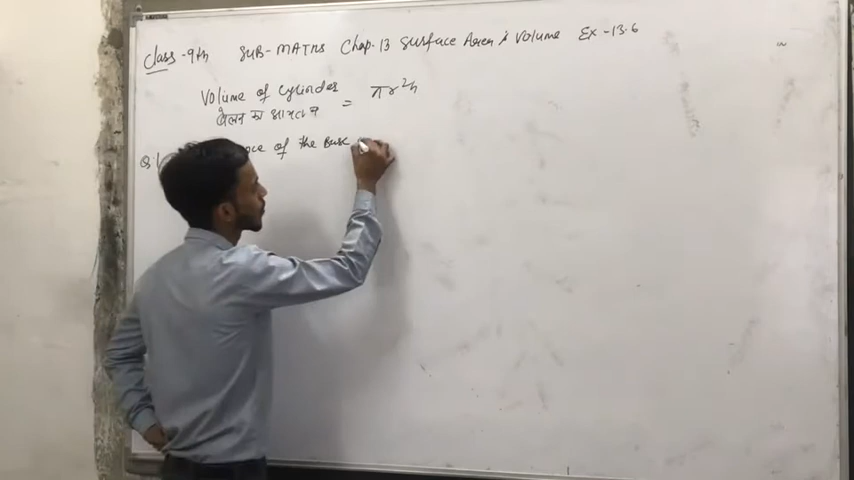 Class-9th SUB-MATHS Chap.13 Surface Area & Volume Ex-13.6
Volume of Cylinder = πr²h
बेलन का आयतन
Q.1 of the Base